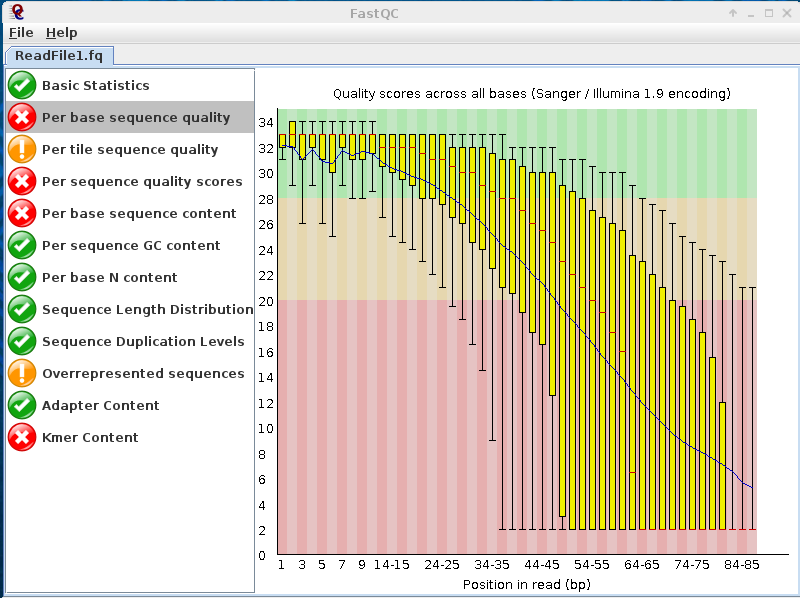 FastQC
File Help
ReadFile1.fq
Basic Statistics
Per base sequence quality
Per tile sequence quality
Per sequence quality scores
Per base sequence content
Per sequence GC content
Per base N content
Sequence Length Distribution
Sequence Duplication Levels
Overrepresented sequences
Adapter Content
Kmer Content
Quality scores across all bases (Sanger / Illumina 1.9 encoding)
34
32
30
28
26
24
22
20
18
16
14
12
10
8
6
4
2
0
1 3 5 7 9 14-15 24-25 34-35 44-45 54-55 64-65 74-75 84-85
Position in read (bp)